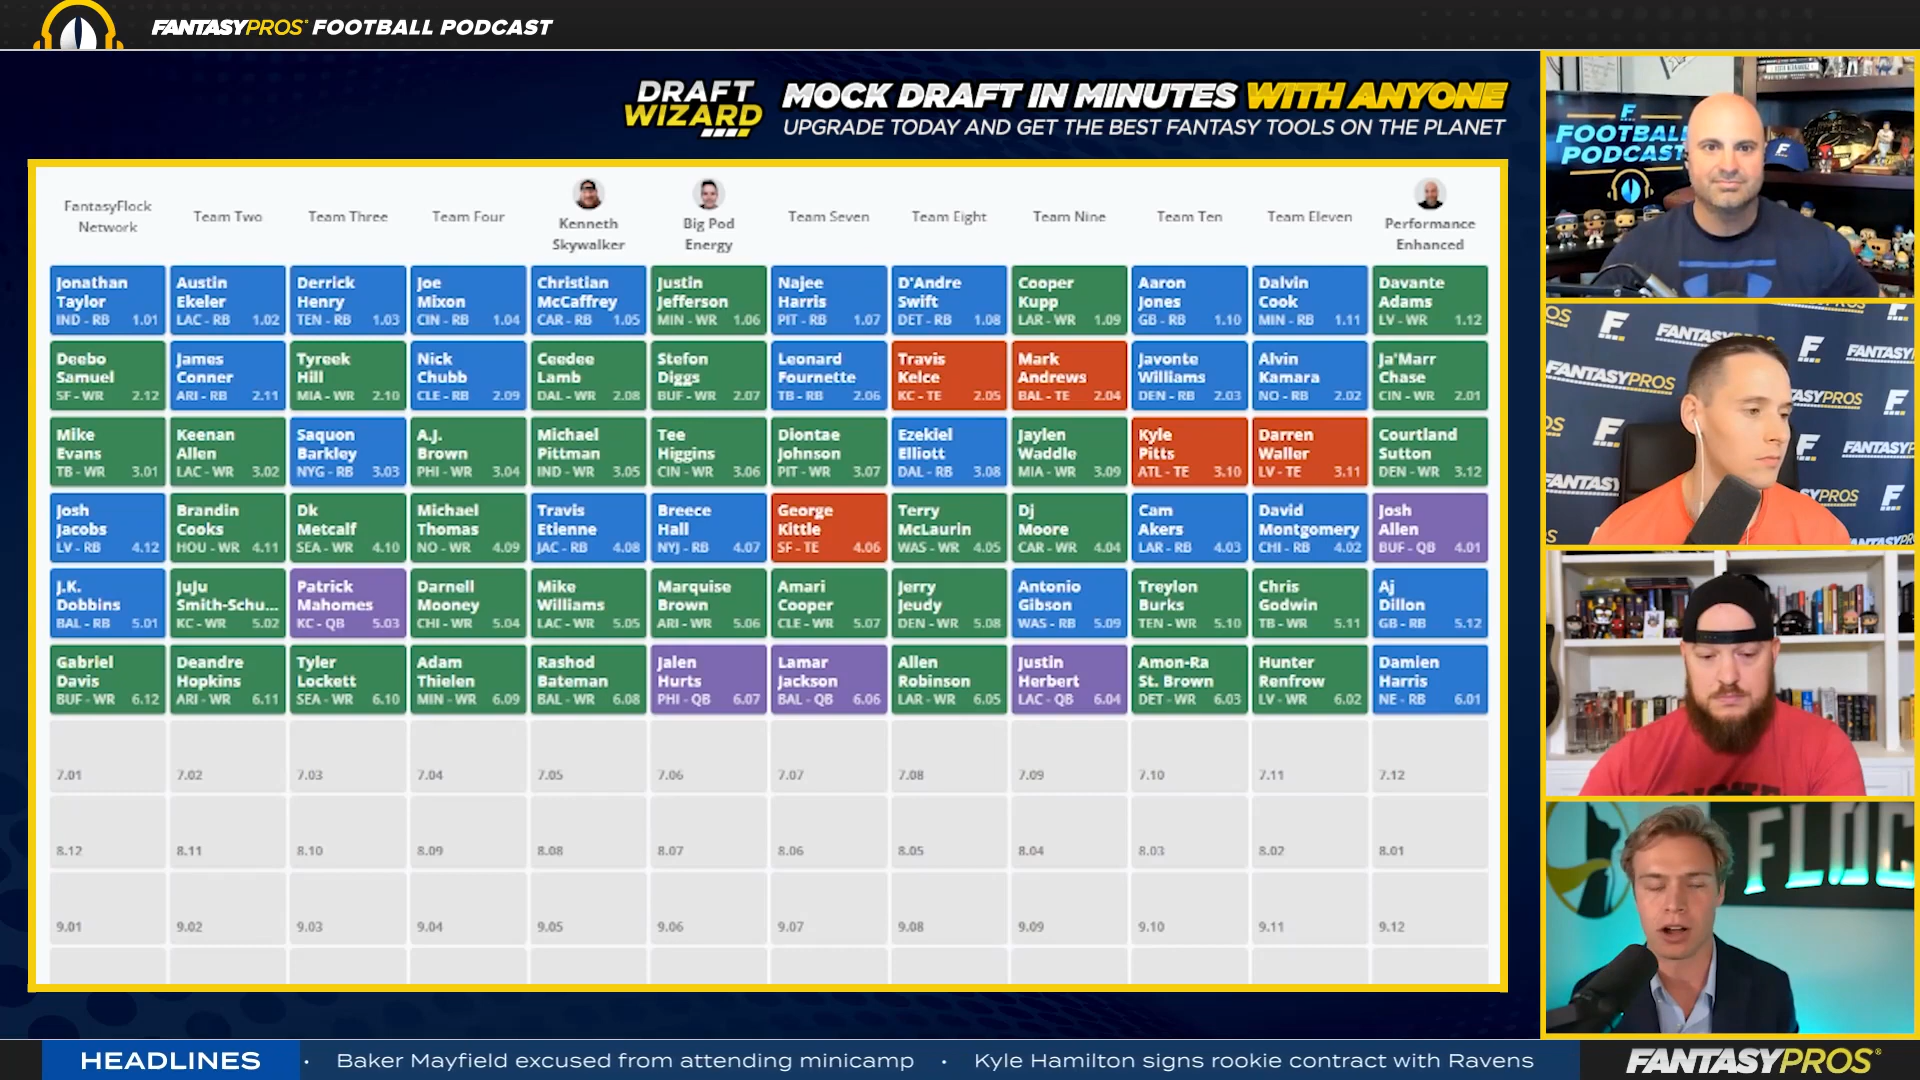 FANTASYPROS FOOTBALL PODCAST
DRAFT WIZARD
MOCK DRAFT IN MINUTES WITH ANYONE
UPGRADE TODAY AND GET THE BEST FANTASY TOOLS ON THE PLANET
FantasyFlock Network
Team Two
Team Three
Team Four
Kenneth Skywalker
Big Pod Energy
Team Seven
Team Eight
Team Nine
Team Ten
Team Eleven
Performance Enhanced
Jonathan Taylor IND - RB 1.01
Austin Ekeler LAC - RB 1.02
Derrick Henry TEN - RB 1.03
Joe Mixon CIN - RB 1.04
Christian McCaffrey CAR - RB 1.05
Justin Jefferson MIN - WR 1.06
Najee Harris PIT - RB 1.07
D'Andre Swift DET - RB 1.08
Cooper Kupp LAR - WR 1.09
Aaron Jones GB - RB 1.10
Dalvin Cook MIN - RB 1.11
Davante Adams LV - WR 1.12
Deebo Samuel SF - WR 2.12
James Conner ARI - RB 2.11
Tyreek Hill MIA - WR 2.10
Nick Chubb CLE - RB 2.09
Ceedee Lamb DAL - WR 2.08
Stefon Diggs BUF - WR 2.07
Leonard Fournette TB - RB 2.06
Travis Kelce KC - TE 2.05
Mark Andrews BAL - TE 2.04
Javonte Williams DEN - RB 2.03
Alvin Kamara NO - RB 2.02
Ja'Marr Chase CIN - WR 2.01
Mike Evans TB - WR 3.01
Keenan Allen LAC - WR 3.02
Saquon Barkley NYG - RB 3.03
A.J. Brown PHI - WR 3.04
Michael Pittman IND - WR 3.05
Tee Higgins CIN - WR 3.06
Diontae Johnson PIT - WR 3.07
Ezekiel Elliott DAL - RB 3.08
Jaylen Waddle MIA - WR 3.09
Kyle Pitts ATL - TE 3.10
Darren Waller LV - TE 3.11
Courtland Sutton DEN - WR 3.12
Josh Jacobs LV - RB 4.12
Brandin Cooks HOU - WR 4.11
Dk Metcalf SEA - WR 4.10
Michael Thomas NO - WR 4.09
Travis Etienne JAC - RB 4.08
Breece Hall NYJ - RB 4.07
George Kittle SF - TE 4.06
Terry McLaurin WAS - WR 4.05
Dj Moore CAR - WR 4.04
Cam Akers LAR - RB 4.03
David Montgomery CHI - RB 4.02
Josh Allen BUF - QB 4.01
J.K. Dobbins BAL - RB 5.01
JuJu Smith-Schu... KC - WR 5.02
Patrick Mahomes KC - QB 5.03
Darnell Mooney CHI - WR 5.04
Mike Williams LAC - WR 5.05
Marquise Brown ARI - WR 5.06
Amari Cooper CLE - WR 5.07
Jerry Jeudy DEN - WR 5.08
Antonio Gibson WAS - RB 5.09
Treylon Burks TEN - WR 5.10
Chris Godwin TB - WR 5.11
Aj Dillon GB - RB 5.12
Gabriel Davis BUF - WR 6.12
Deandre Hopkins ARI - WR 6.11
Tyler Lockett SEA - WR 6.10
Adam Thielen MIN - WR 6.09
Rashod Bateman BAL - WR 6.08
Jalen Hurts PHI - QB 6.07
Lamar Jackson BAL - QB 6.06
Allen Robinson LAR - WR 6.05
Justin Herbert LAC - QB 6.04
Amon-Ra St. Brown DET - WR 6.03
Hunter Renfrow LV - WR 6.02
Damien Harris NE - RB 6.01
7.01 7.02 7.03 7.04 7.05 7.06 7.07 7.08 7.09 7.10 7.11 7.12
8.12 8.11 8.10 8.09 8.08 8.07 8.06 8.05 8.04 8.03 8.02 8.01
9.01 9.02 9.03 9.04 9.05 9.06 9.07 9.08 9.09 9.10 9.11 9.12
FOOTBALL
PODCAST
FANTASYPROS
FLOC
HEADLINES
· Baker Mayfield excused from attending minicamp · Kyle Hamilton signs rookie contract with Ravens
FANTASYPROS